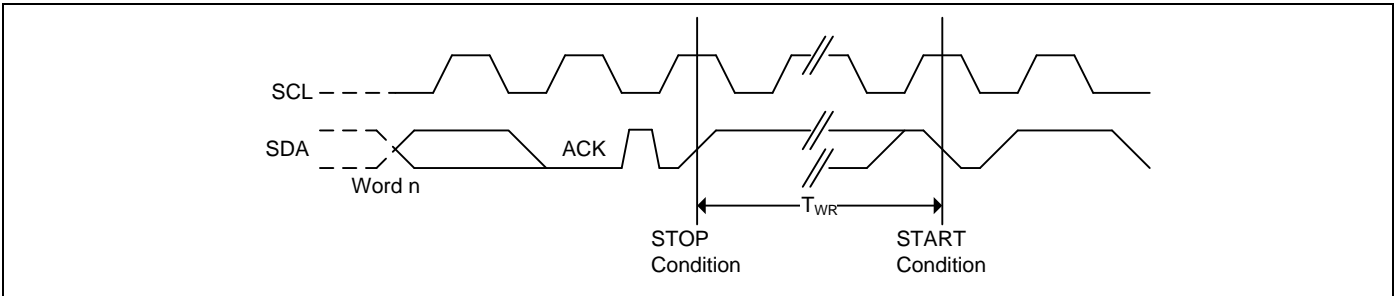 SCL
SDA
ACK
Word n
TWR
STOP
Condition
START
Condition